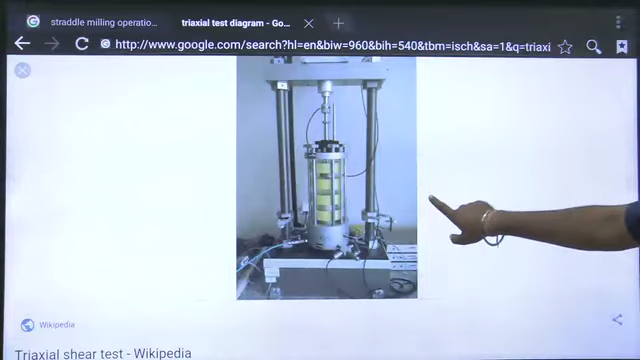 straddle milling operatio...
triaxial test diagram - Go...
http://www.google.com/search?hl=en&biw=960&bih=540&tbm=isch&sa=1&q=triaxi
Wikipedia
Triaxial shear test - Wikipedia